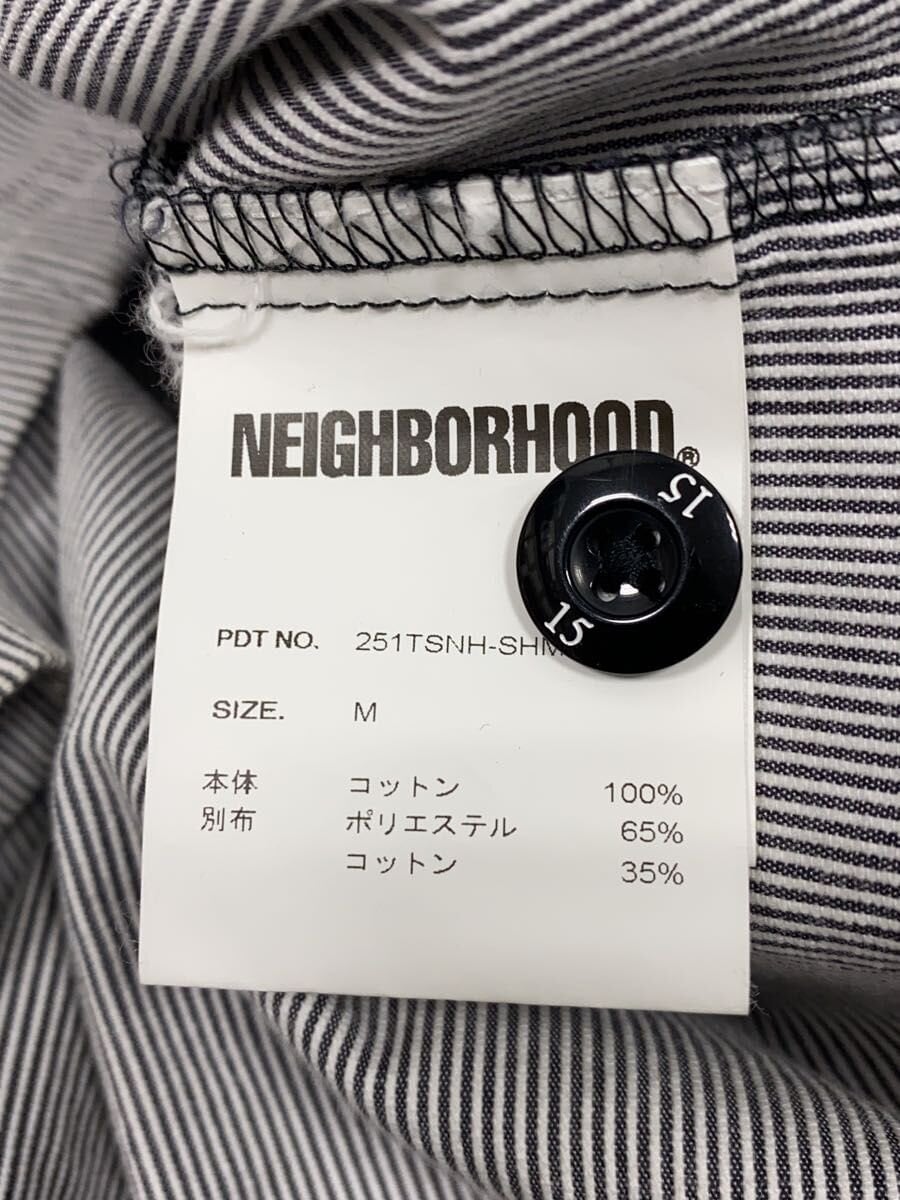 NEIGHBORHOOD®
15
15
PDT NO. 251TSNH-SHM
SIZE. M
本体 コットン 100%
別布 ポリエステル 65%
コットン 35%